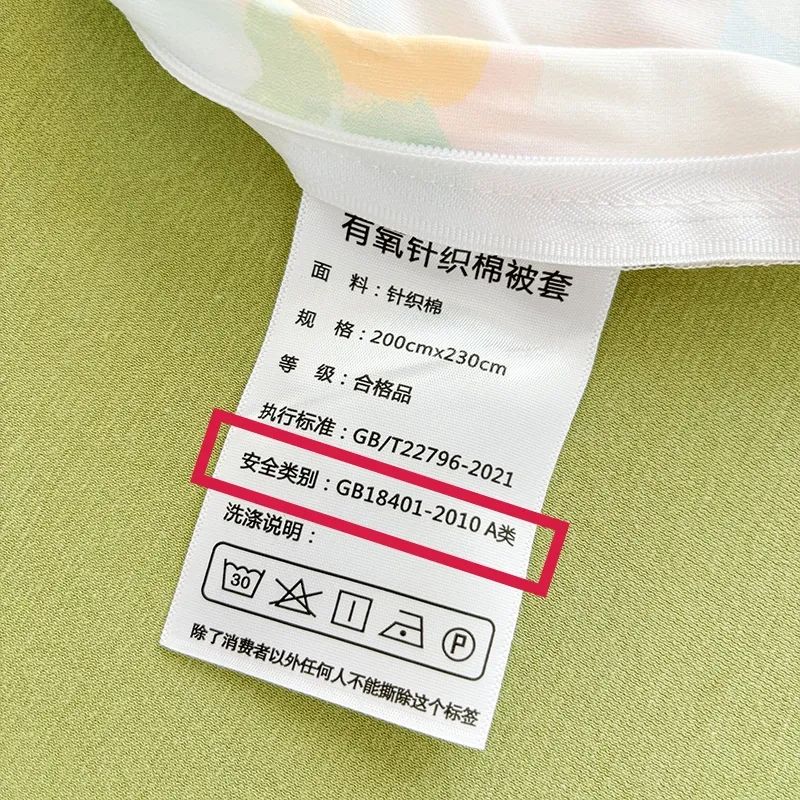 有氧针织棉被套
面 料：针织棉
规 格：200cmx230cm
等 级：合格品
执行标准：GB/T22796-2021
安全类别：GB18401-2010 A类
洗涤说明：
30
P
除了消费者以外任何人不能撕除这个标签